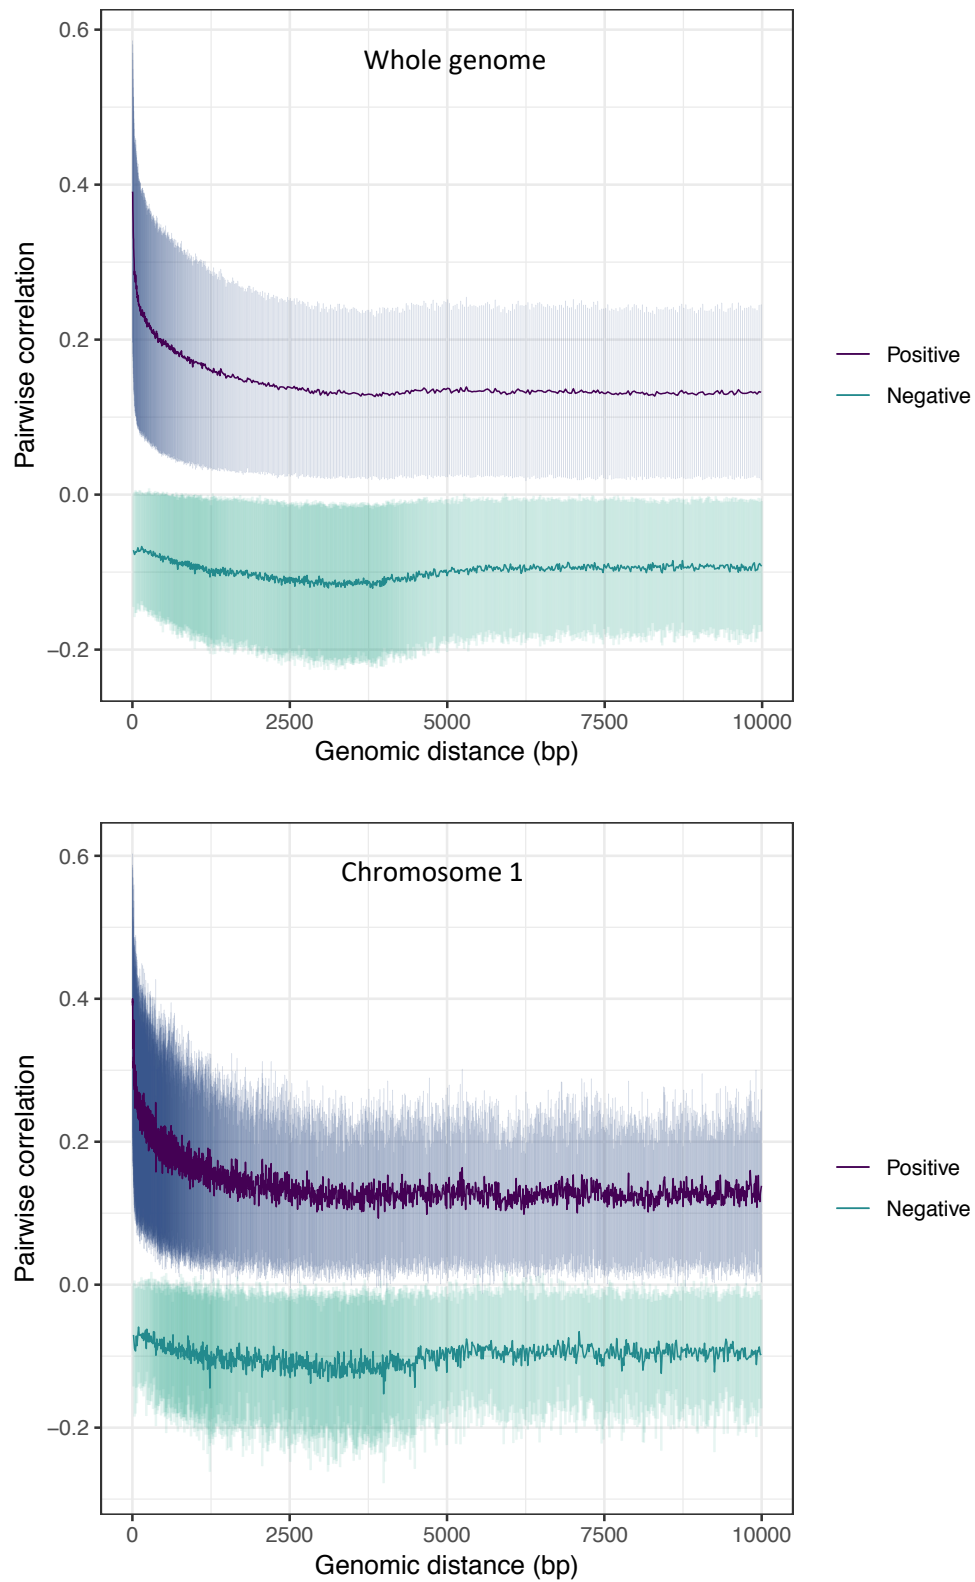 Whole genome
0.6
0.4
0.2
0.0
−0.2
Pairwise correlation
0 2500 5000 7500 10000
Genomic distance (bp)
Positive
Negative
Chromosome 1
0.6
0.4
0.2
0.0
−0.2
Pairwise correlation
0 2500 5000 7500 10000
Genomic distance (bp)
Positive
Negative